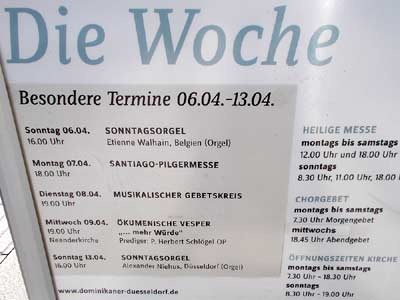 Die Woche
Besondere Termine 06.04.-13.04.
Sonntag 06.04. SONNTAGSORGEL
16.00 Uhr Etienne Walhain, Belgien (Orgel)
Montag 07.04. SANTIAGO-PILGERMESSE
18.00 Uhr
Dienstag 08.04. MUSIKALISCHER GEBETSKREIS
19.00 Uhr
Mittwoch 09.04. ÖKUMENISCHE VESPER
19.00 Uhr „... mehr Würde"
Neanderkirche Prediger: P. Herbert Schlögel OP
Sonntag 13.04. SONNTAGSORGEL
16.00 Uhr Alexander Niehus, Düsseldorf (Orgel)
www.dominikaner-duesseldorf.de
HEILIGE MESSE
montags bis samstags
12.00 Uhr und 18.00 Uhr
sonntags
8.30 Uhr, 11.00 Uhr, 18.00
CHORGEBET
montags bis samstags
7.30 Uhr Morgengebet
mittwochs
18.45 Uhr Abendgebet
ÖFFNUNGSZEITEN KIRCHE
montags bis samstags
7.30 Uhr - 18.30 Uhr
sonntags
8.30 Uhr - 19.00 Uhr